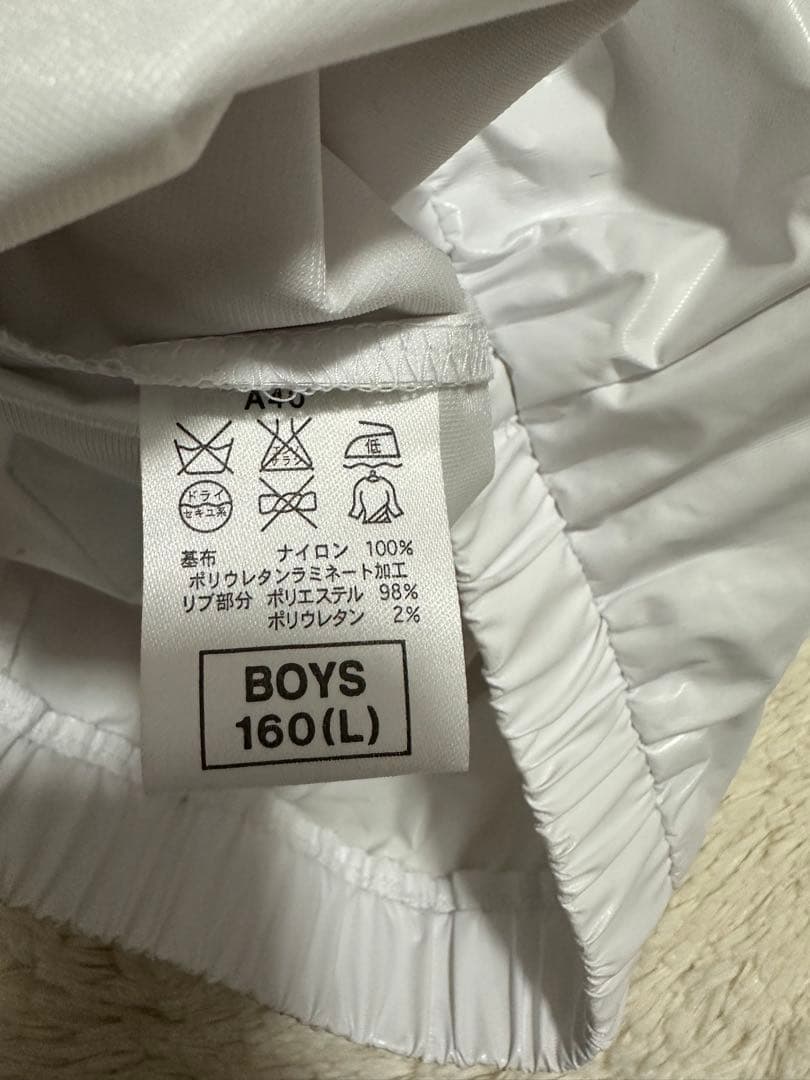 低
ドライ
セキユ系
基布 ナイロン 100%
ポリウレタンラミネート加工
リブ部分 ポリエステル 98%
ポリウレタン 2%
BOYS
160(L)